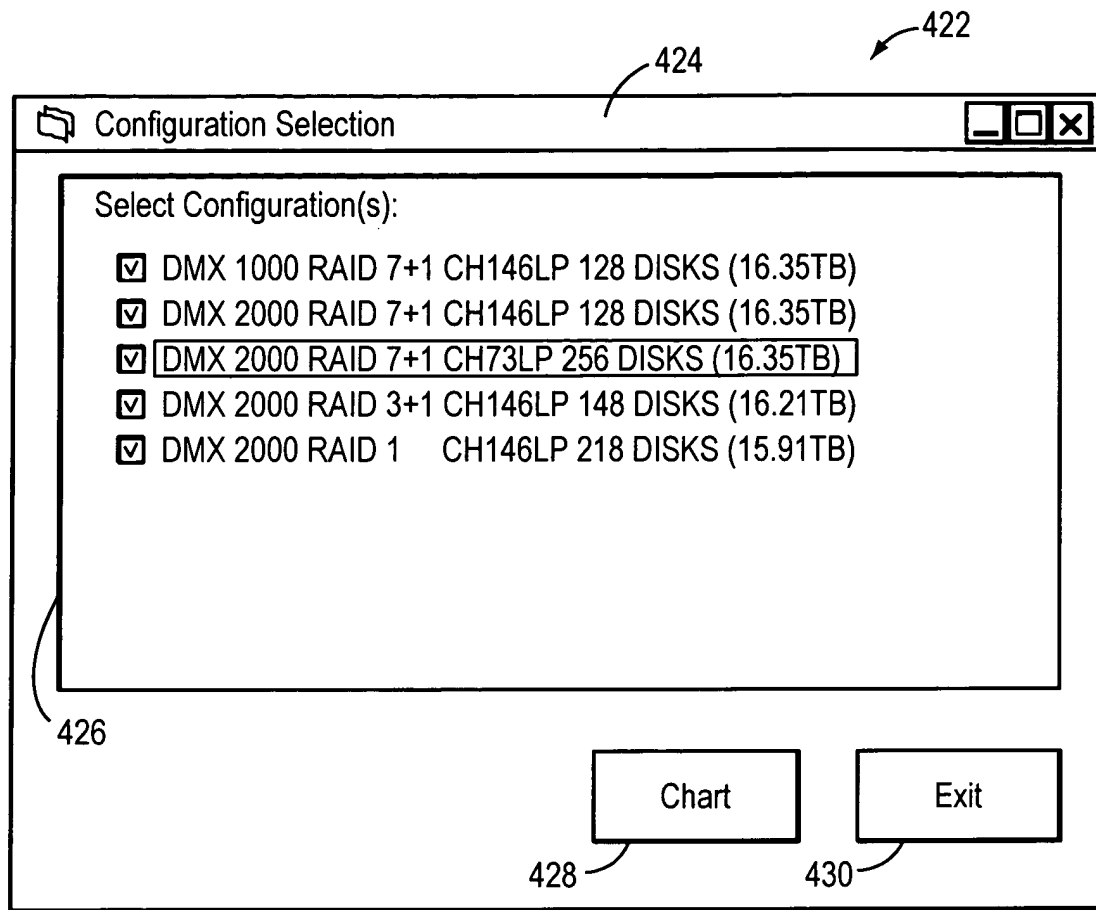 422
424
Configuration Selection
Select Configuration(s):
DMX 1000 RAID 7+1 CH146LP 128 DISKS (16.35TB)
DMX 2000 RAID 7+1 CH146LP 128 DISKS (16.35TB)
DMX 2000 RAID 7+1 CH73LP 256 DISKS (16.35TB)
DMX 2000 RAID 3+1 CH146LP 148 DISKS (16.21TB)
DMX 2000 RAID 1 CH146LP 218 DISKS (15.91TB)
426
Chart Exit
428 430